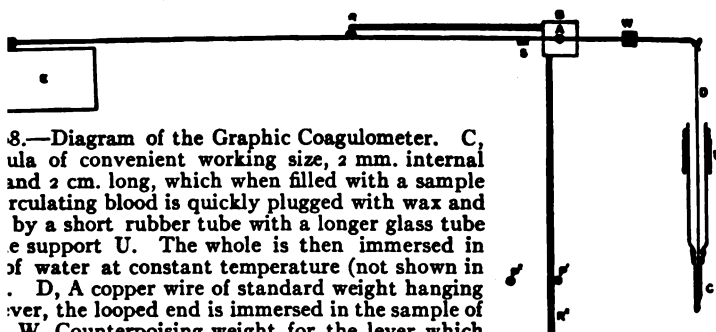 R
B
A
W
W
S
E
D
U
C
P'
P'
R'
8.—Diagram of the Graphic Coagulometer. C,
ula of convenient working size, 2 mm. internal
and 2 cm. long, which when filled with a sample
rculating blood is quickly plugged with wax and
by a short rubber tube with a longer glass tube
e support U. The whole is then immersed in
of water at constant temperature (not shown in
. D, A copper wire of standard weight hanging
ver, the looped end is immersed in the sample of
W, Counterpoising weight for the lever which